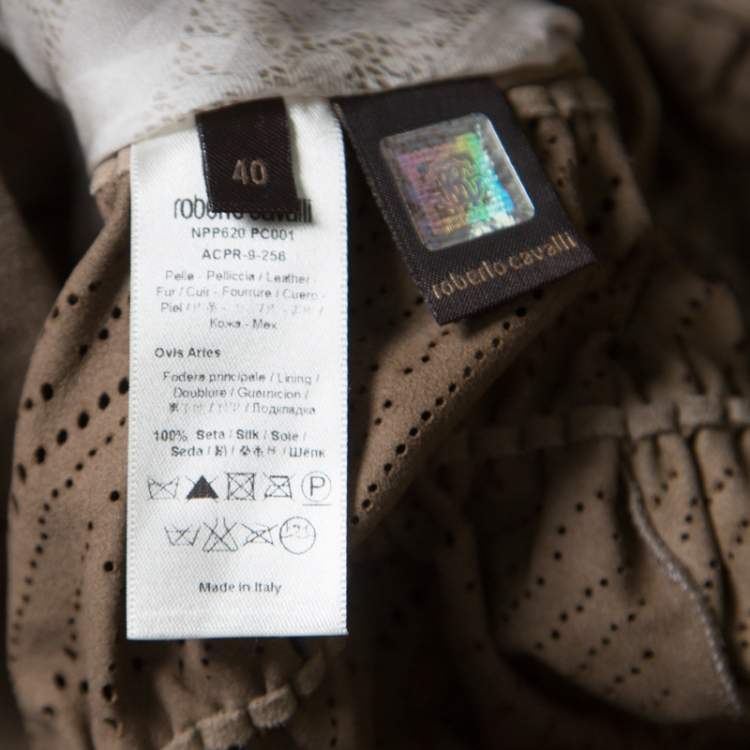 40
roberto cavalli
NPP620 PC001
ACPR-9-256
Pelle - Pelliccia / Leather -
Fur / Cuir - Fourrure / Cuero -
Piel /
Кожа - Мех
Ovis Aries
Fodera principale / Lining /
Doublure / Guarnicion /
/ Подкладка
100% Seta / Silk / Soie /
Seda / / Шёлк
P
Made in Italy
roberto cavalli